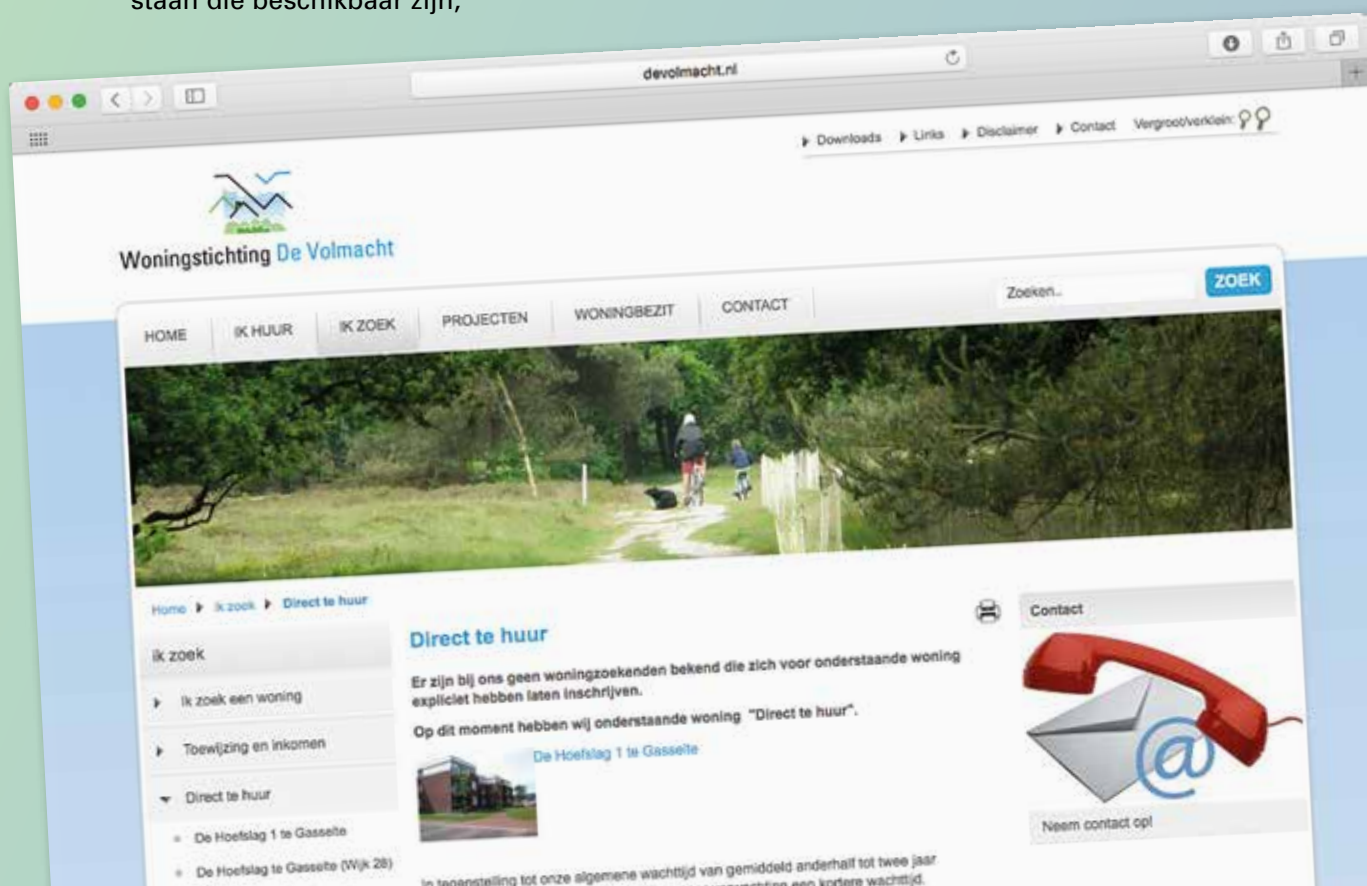 staan die beschikbaar zijn,
devolmacht.nl
Downloads Links Disclaimer Contact Vergroot/verklein:
Woningstichting De Volmacht
HOME IK HUUR IK ZOEK PROJECTEN WONINGBEZIT CONTACT Zoeken.. ZOEK
Home ik zoek Direct te huur
ik zoek
Ik zoek een woning
Toewijzing en inkomen
Direct te huur
De Hoefslag 1 te Gasselte
De Hoefslag te Gasselte (Wijk 28)
Direct te huur
Er zijn bij ons geen woningzoekenden bekend die zich voor onderstaande woning
expliciet hebben laten inschrijven.
Op dit moment hebben wij onderstaande woning "Direct te huur".
De Hoefslag 1 te Gasselte
In tegenstelling tot onze algemene wachttijd van gemiddeld anderhalf tot twee jaar
een kortere wachttijd.
Contact
@
Neem contact op!